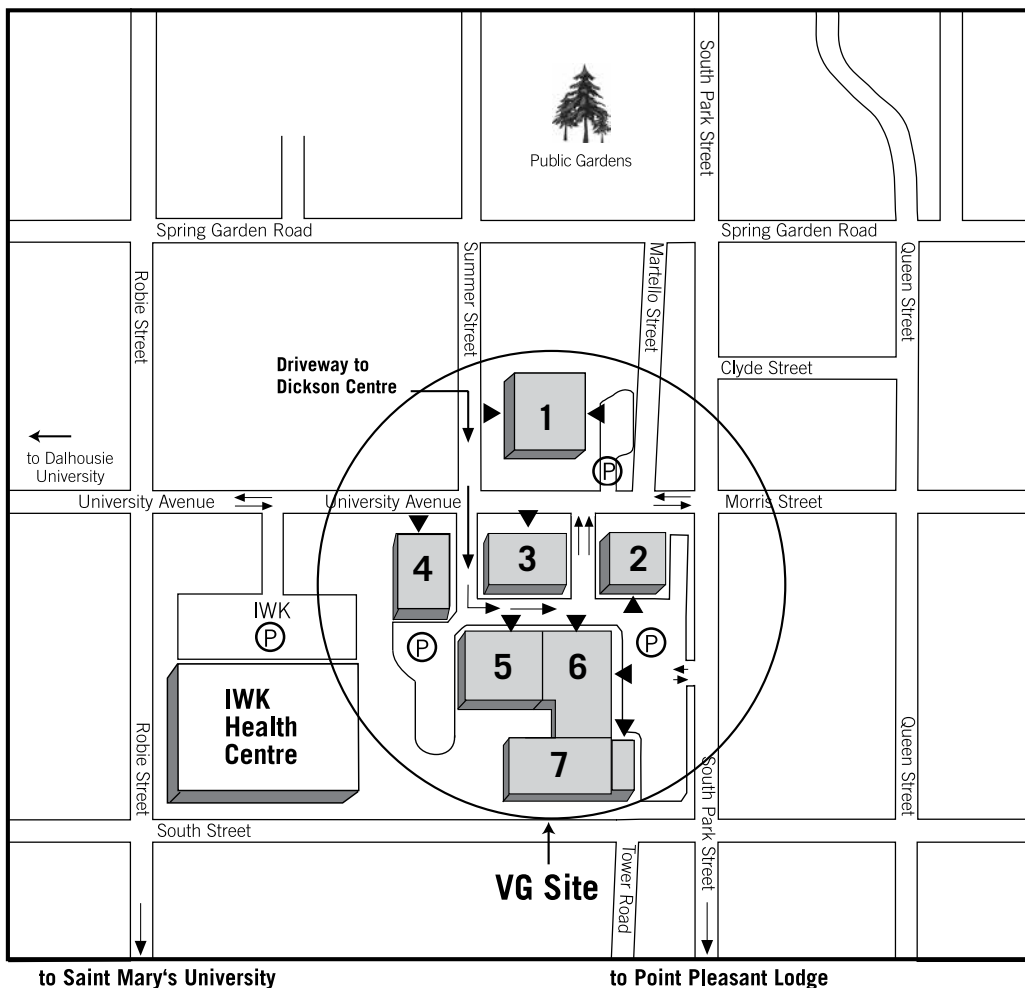 South Park Street
Public Gardens
Spring Garden Road
Spring Garden Road
Robie Street
Summer Street
Martello Street
Queen Street
Driveway to
Dickson Centre
Clyde Street
1
to Dalhousie
University
P
University Avenue
University Avenue
Morris Street
4
3
2
IWK
P
P
P
5
6
IWK
Health
Centre
7
Robie Street
South Park Street
Queen Street
South Street
Tower Road
VG Site
to Saint Mary's University
to Point Pleasant Lodge